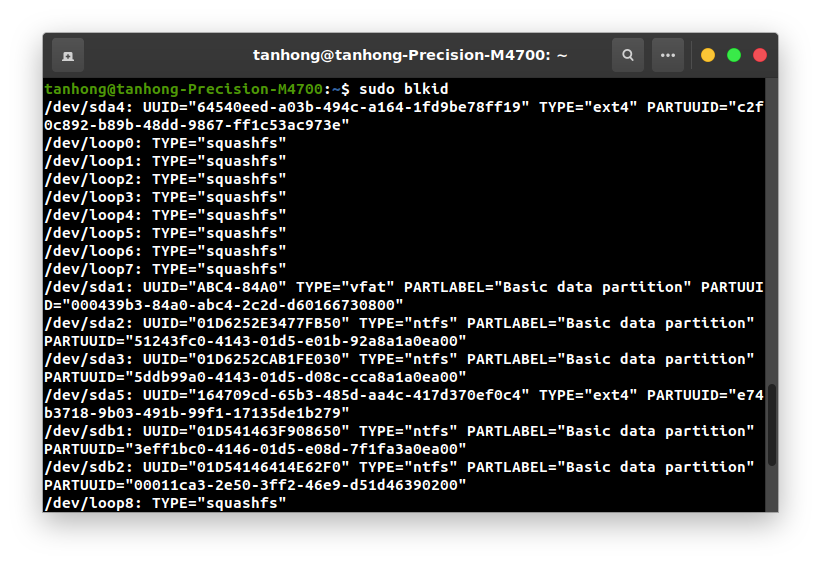 tanhong@tanhong-Precision-M4700: ~
tanhong@tanhong-Precision-M4700:~$ sudo blkid
/dev/sda4: UUID="64540eed-a03b-494c-a164-1fd9be78ff19" TYPE="ext4" PARTUUID="c2f
0c892-b89b-48dd-9867-ff1c53ac973e"
/dev/loop0: TYPE="squashfs"
/dev/loop1: TYPE="squashfs"
/dev/loop2: TYPE="squashfs"
/dev/loop3: TYPE="squashfs"
/dev/loop4: TYPE="squashfs"
/dev/loop5: TYPE="squashfs"
/dev/loop6: TYPE="squashfs"
/dev/loop7: TYPE="squashfs"
/dev/sda1: UUID="ABC4-84A0" TYPE="vfat" PARTLABEL="Basic data partition" PARTUUI
D="000439b3-84a0-abc4-2c2d-d60166730800"
/dev/sda2: UUID="01D6252E3477FB50" TYPE="ntfs" PARTLABEL="Basic data partition"
PARTUUID="51243fc0-4143-01d5-e01b-92a8a1a0ea00"
/dev/sda3: UUID="01D6252CAB1FE030" TYPE="ntfs" PARTLABEL="Basic data partition"
PARTUUID="5ddb99a0-4143-01d5-d08c-cca8a1a0ea00"
/dev/sda5: UUID="164709cd-65b3-485d-aa4c-417d370ef0c4" TYPE="ext4" PARTUUID="e74
b3718-9b03-491b-99f1-17135de1b279"
/dev/sdb1: UUID="01D541463F908650" TYPE="ntfs" PARTLABEL="Basic data partition"
PARTUUID="3eff1bc0-4146-01d5-e08d-7f1fa3a0ea00"
/dev/sdb2: UUID="01D54146414E62F0" TYPE="ntfs" PARTLABEL="Basic data partition"
PARTUUID="00011ca3-2e50-3ff2-46e9-d51d46390200"
/dev/loop8: TYPE="squashfs"